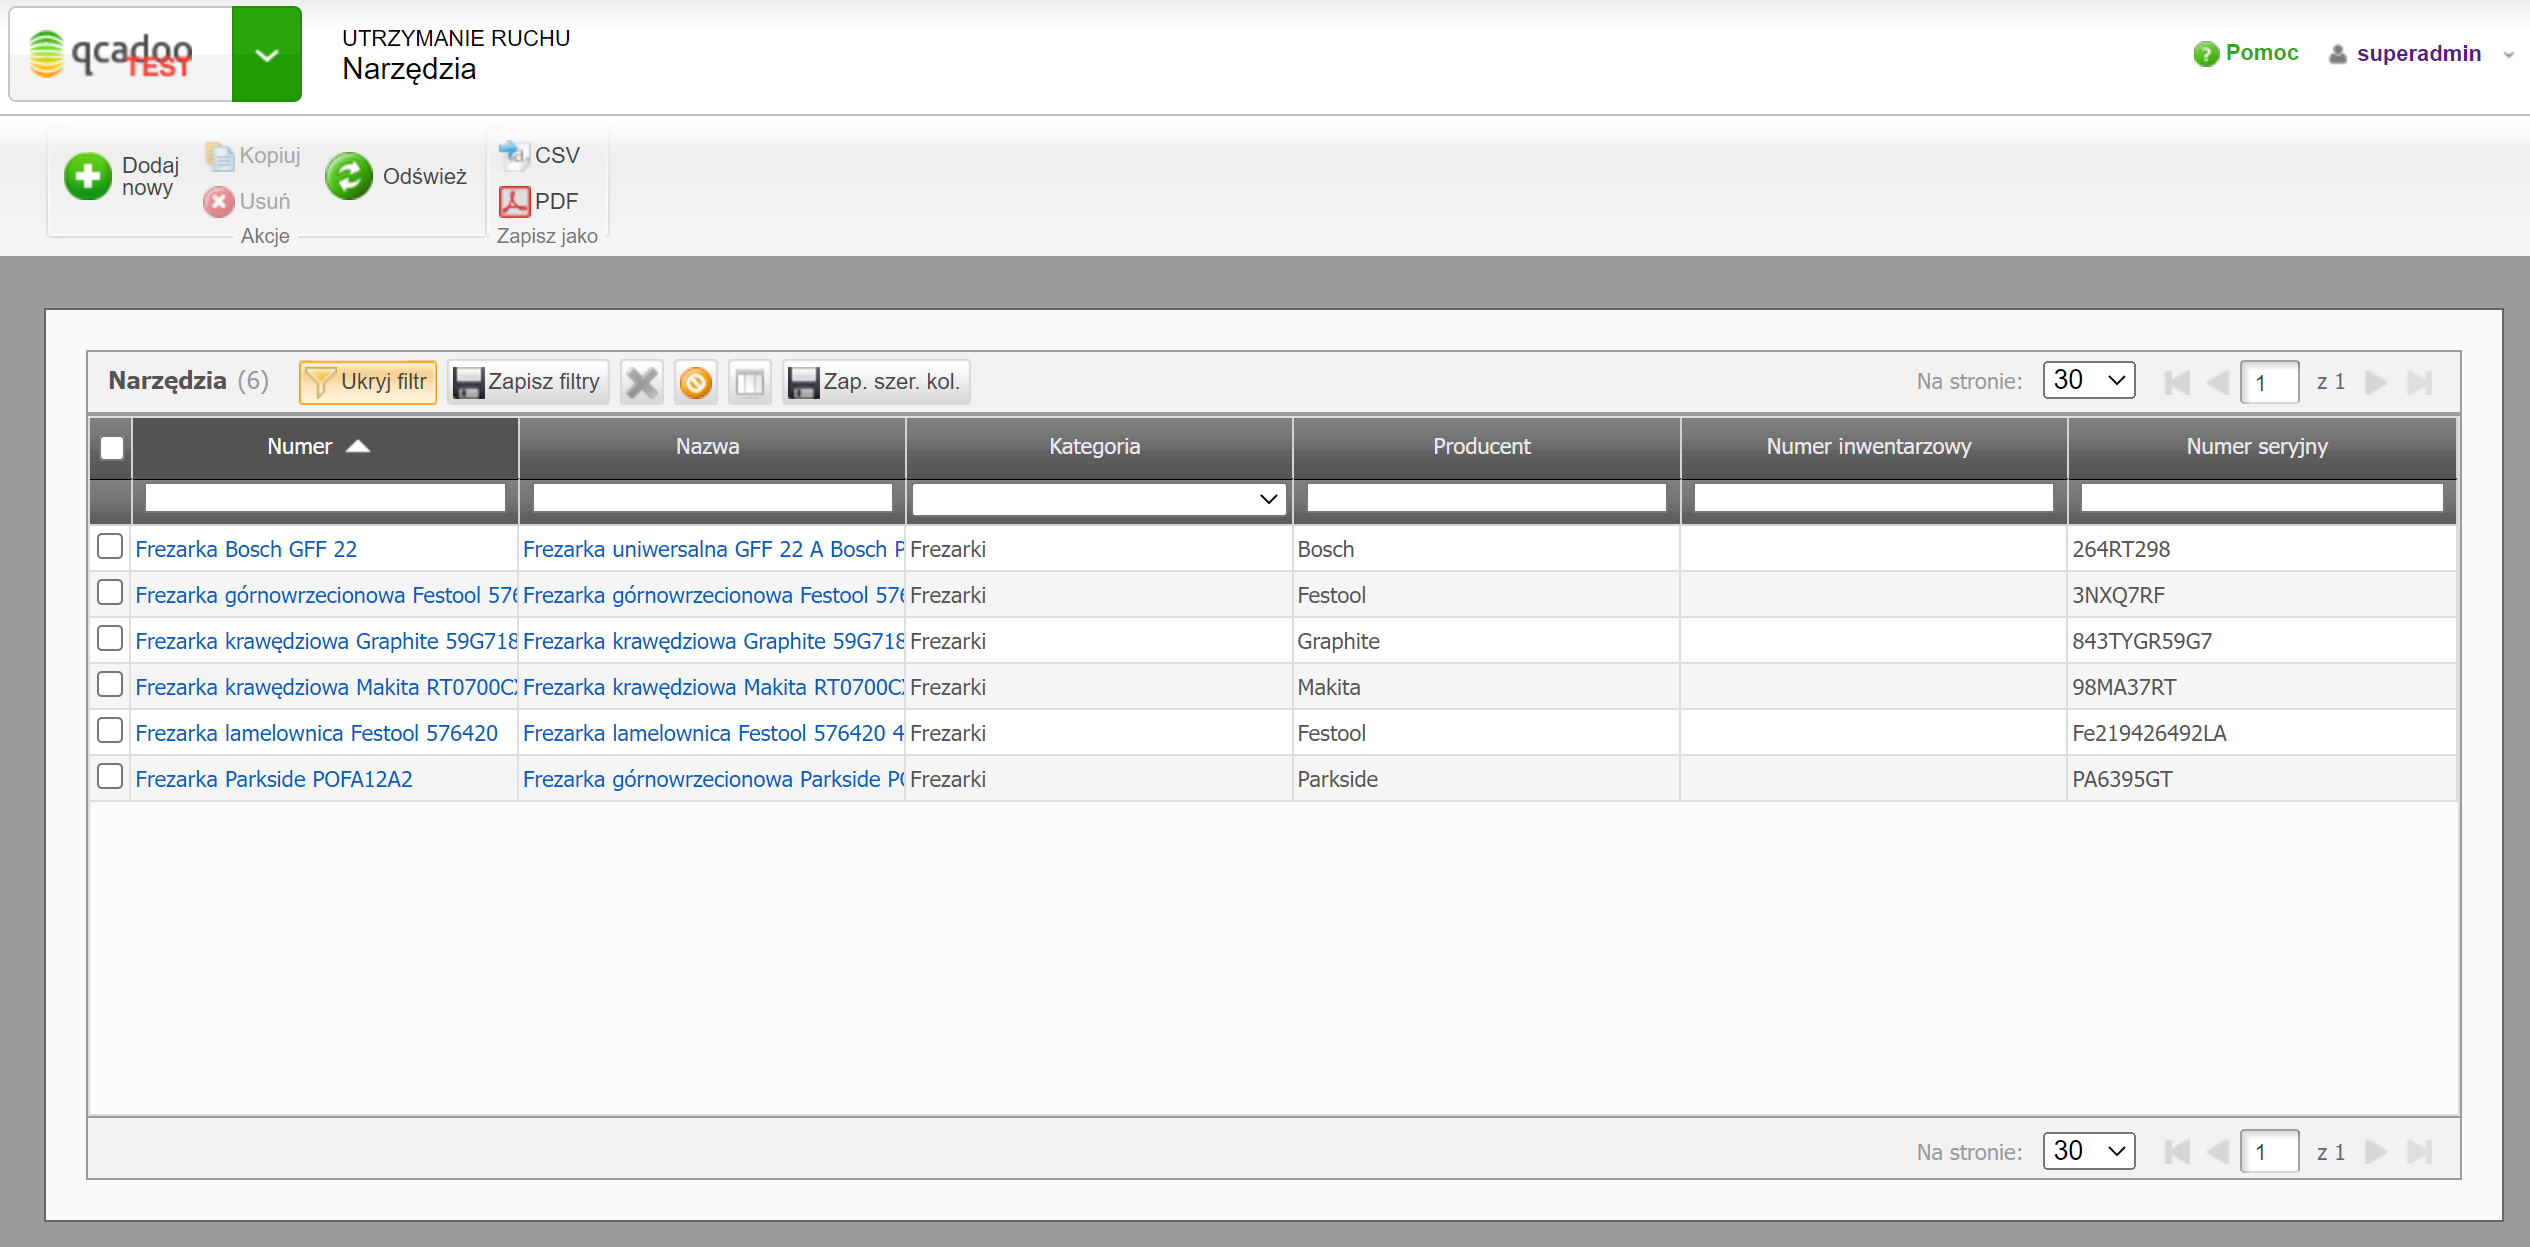 qcadoo
TEST
UTRZYMANIE RUCHU
Narzędzia
Pomoc
superadmin
Dodaj
nowy
Kopiuj
Usuń
Odśwież
Akcje
CSV
PDF
Zapisz jako
Narzędzia (6) Ukryj filtr Zapisz filtry Zap. szer. kol. Na stronie: 30 1 z 1
Numer Nazwa Kategoria Producent Numer inwentarzowy Numer seryjny
Frezarka Bosch GFF 22 Frezarka uniwersalna GFF 22 A Bosch P Frezarki Bosch 264RT298
Frezarka górnowrzecionowa Festool 576 Frezarka górnowrzecionowa Festool 576 Frezarki Festool 3NXQ7RF
Frezarka krawędziowa Graphite 59G718 Frezarka krawędziowa Graphite 59G718 Frezarki Graphite 843TYGR59G7
Frezarka krawędziowa Makita RT0700CX Frezarka krawędziowa Makita RT0700CX Frezarki Makita 98MA37RT
Frezarka lamelownica Festool 576420 Frezarka lamelownica Festool 576420 4 Frezarki Festool Fe219426492LA
Frezarka Parkside POFA12A2 Frezarka górnowrzecionowa Parkside PO Frezarki Parkside PA6395GT
Na stronie: 30 1 z 1